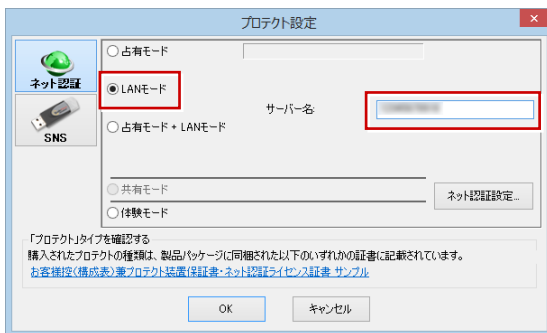 プロテクト設定
ネット認証
SNS
占有モード
LANモード
サーバー名:
占有モード + LANモード
共有モード
ネット認証設定...
体験モード
「プロテクト」タイプを確認する
購入されたプロテクトの種類は、製品パッケージに同梱された以下のいずれかの証書に記載されています。
お客様控(構成表)兼プロテクト装置保証書・ネット認証ライセンス証書 サンプル
OK
キャンセル